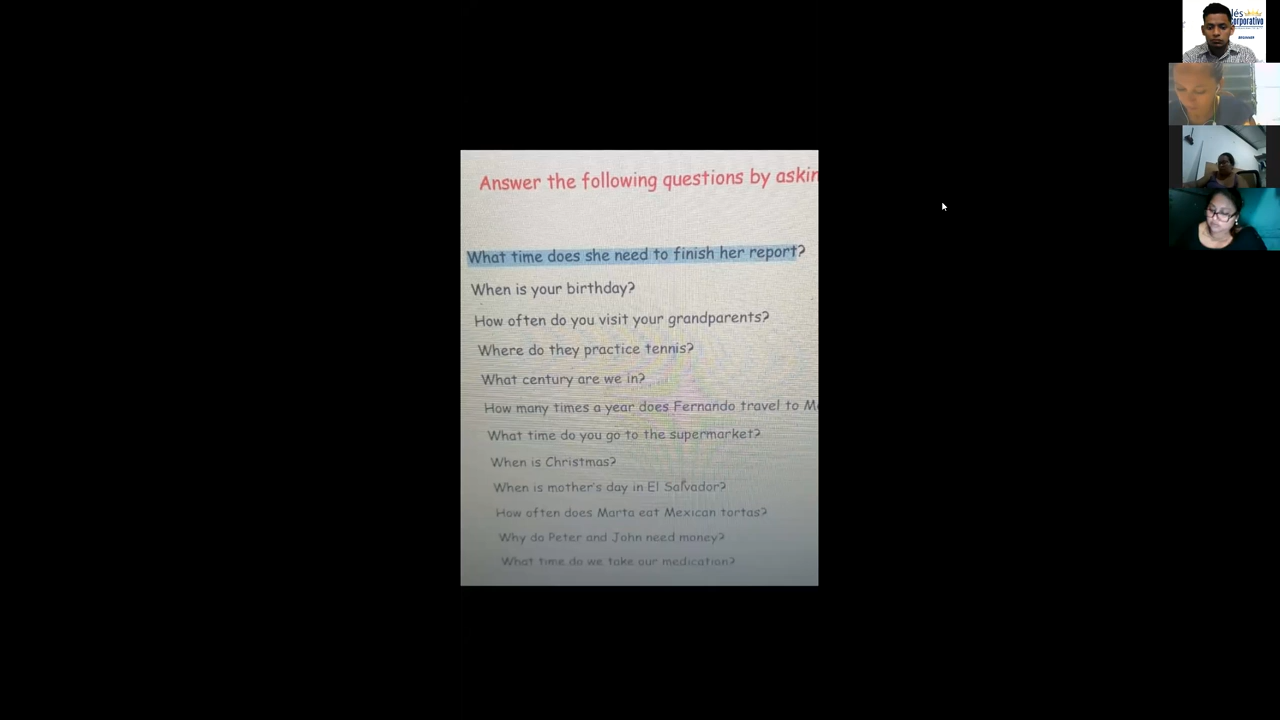 Answer the following questions by askin
What time does she need to finish her report?
When is your birthday?
How often do you visit your grandparents?
Where do they practice tennis?
What century are we in?
How many times a year does Fernando travel to M
What time do you go to the supermarket?
When is Christmas?
When is mother's day in El Salvador?
How often does Marta eat Mexican tortas?
Why do Peter and John need money?
What time do we take our medication?
lés
corporativo